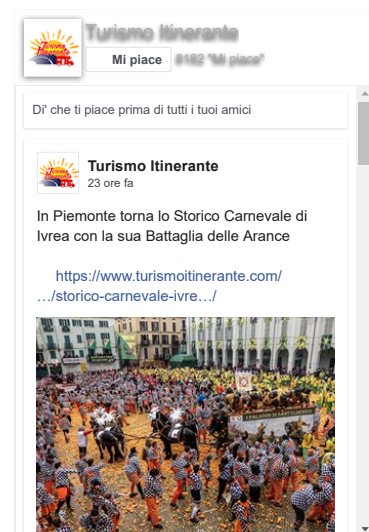 Turismo Itinerante
Mi piace
8182 "Mi piace"
Di' che ti piace prima di tutti i tuoi amici
Turismo Itinerante
23 ore fa
In Piemonte torna lo Storico Carnevale di
Ivrea con la sua Battaglia delle Arance
https://www.turismoitinerante.com/
…/storico-carnevale-ivre…/